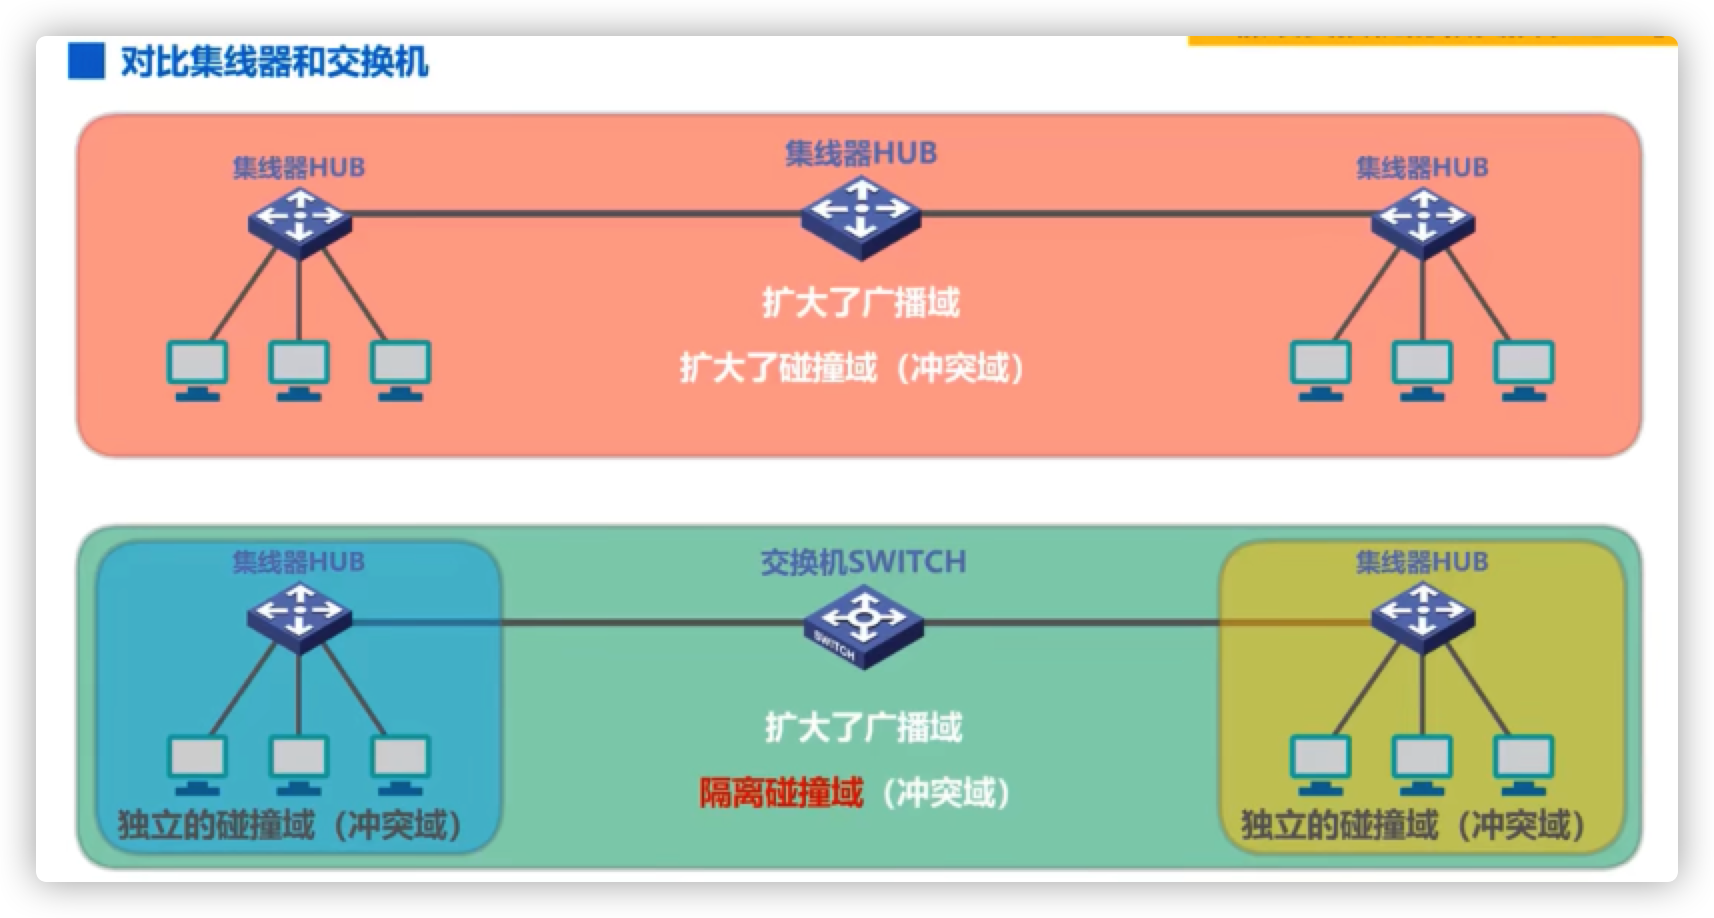 对比集线器和交换机
集线器HUB
集线器HUB
集线器HUB
扩大了广播域
扩大了碰撞域（冲突域）
集线器HUB
交换机SWITCH
集线器HUB
SWITCH
扩大了广播域
隔离碰撞域（冲突域）
独立的碰撞域（冲突域）
独立的碰撞域（冲突域）